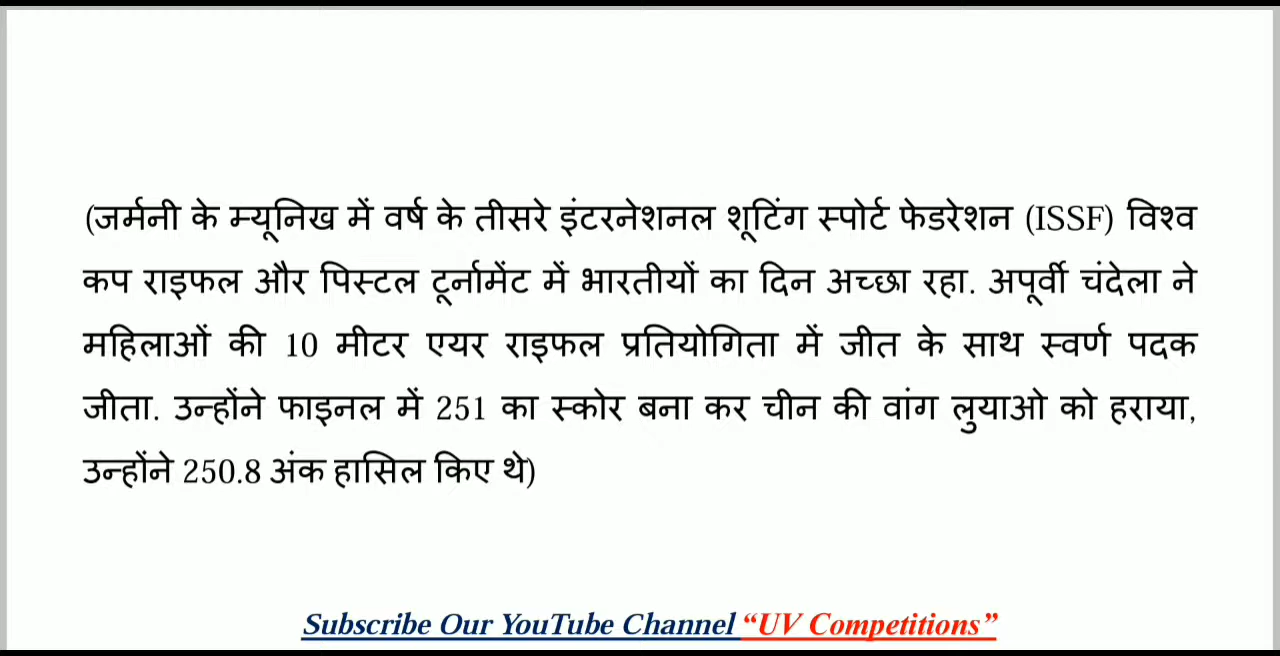 (जर्मनी के म्यूनिख में वर्ष के तीसरे इंटरनेशनल शूटिंग स्पोर्ट फेडरेशन (ISSF) विश्व
कप राइफल और पिस्टल टूर्नामेंट में भारतीयों का दिन अच्छा रहा. अपूर्वी चंदेला ने
महिलाओं की 10 मीटर एयर राइफल प्रतियोगिता में जीत के साथ स्वर्ण पदक
जीता. उन्होंने फाइनल में 251 का स्कोर बना कर चीन की वांग लुयाओ को हराया,
उन्होंने 250.8 अंक हासिल किए थे)
Subscribe Our YouTube Channel “UV Competitions”